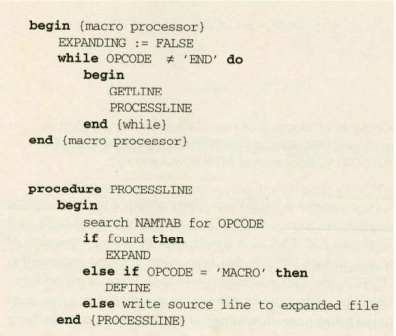 begin {macro processor}
EXPANDING := FALSE
while OPCODE ≠ 'END' do
begin
GETLINE
PROCESSLINE
end {while}
end {macro processor}
procedure PROCESSLINE
begin
search NAMTAB for OPCODE
if found then
EXPAND
else if OPCODE = 'MACRO' then
DEFINE
else write source line to expanded file
end {PROCESSLINE}